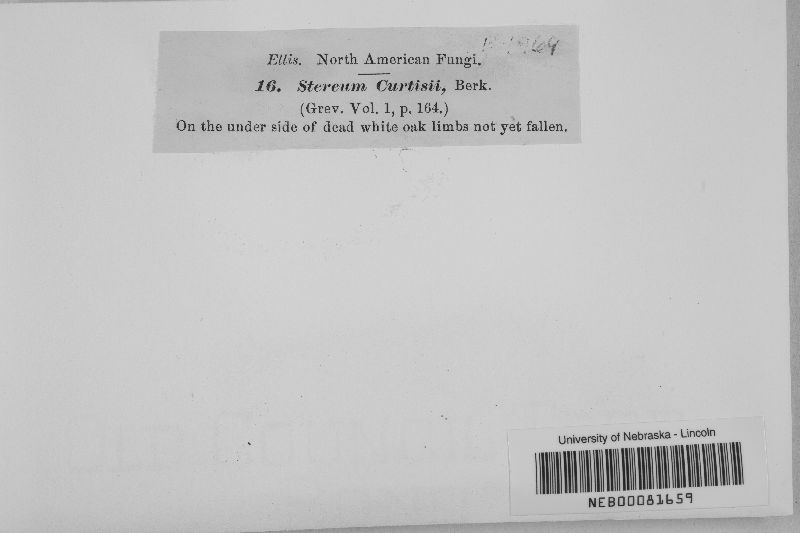 Ellis. North American Fungi.
16. Stereum Curtisii, Berk.
(Grev. Vol. 1, p. 164.)
On the under side of dead white oak limbs not yet fallen.
University of Nebraska - Lincoln
NEB00081659